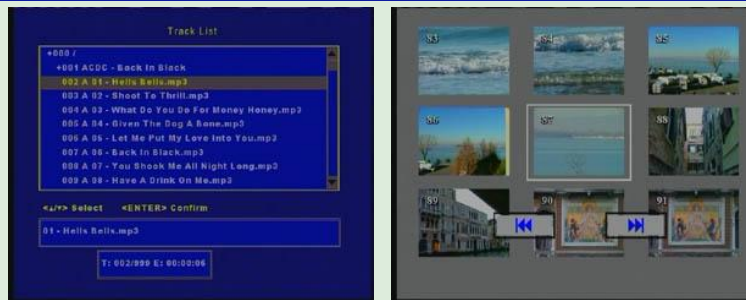 Track List
+000 /
+001 ACDC - Back In Black
002 A 01 - Hells Bells.mp3
003 A 02 - Shoot To Thrill.mp3
004 A 03 - What Do You Do For Money Honey.mp3
005 A 04 - Given The Dog A Bone.mp3
006 A 05 - Let Me Put My Love Into You.mp3
007 A 06 - Back In Black.mp3
008 A 07 - You Shook Me All Night Long.mp3
009 A 08 - Have A Drink On Me.mp3
<▲/▼> Select <ENTER> Confirm
01 - Hells Bells.mp3
T: 002/999 E: 00:00:06
83 84 85
86 87 88
89 90 91